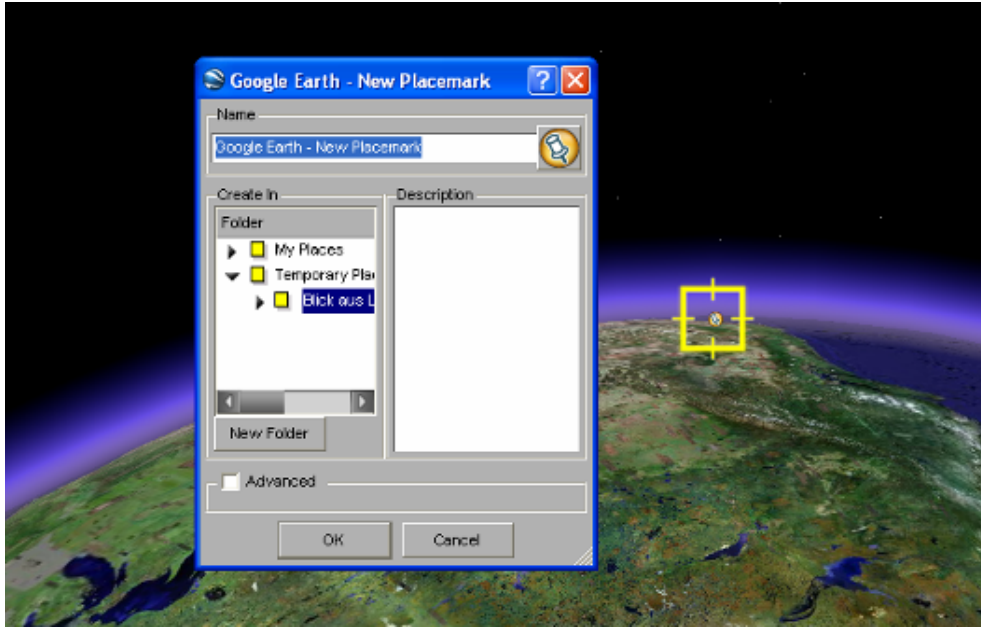 Google Earth - New Placemark
Name
Google Earth - New Placemark
Create In
Description
Folder
My Places
Temporary Pla
Blick aus L
New Folder
Advanced
OK
Cancel